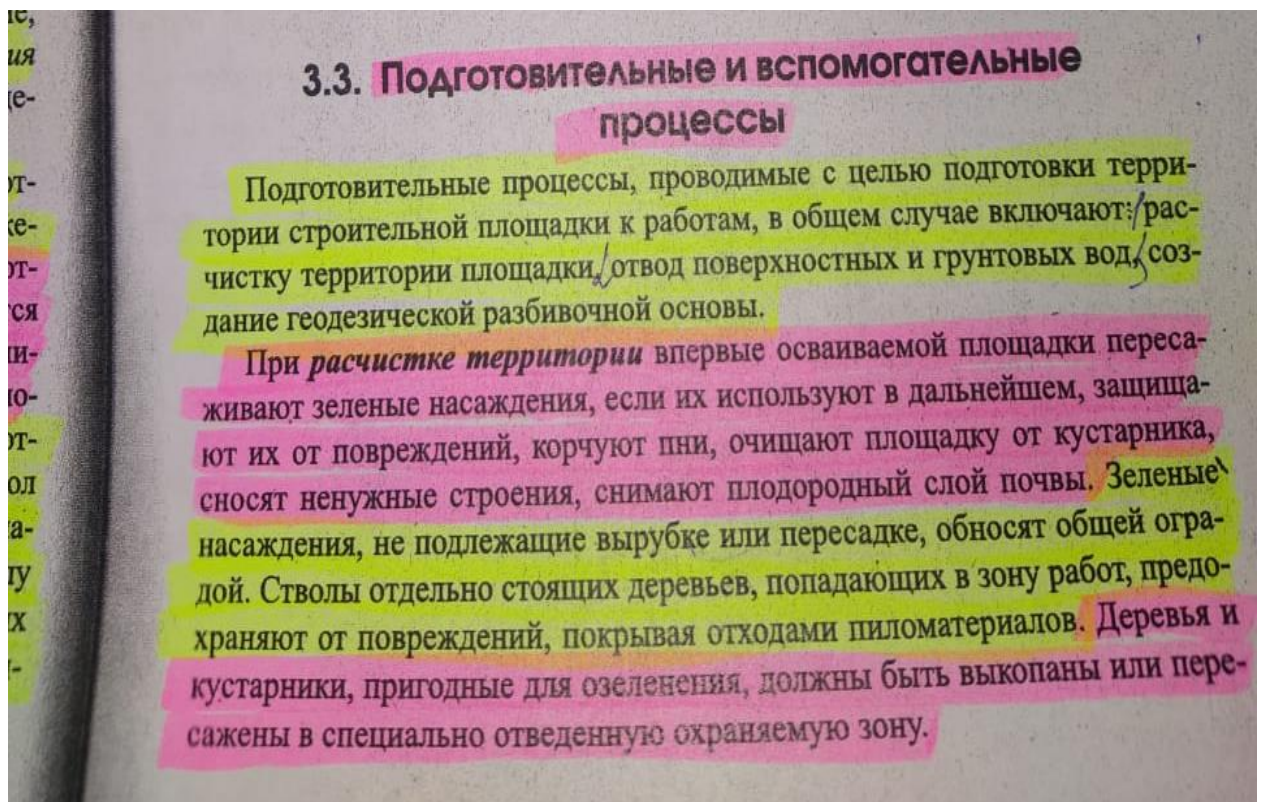 3.3. Подготовительные и вспомогательные
процессы
Подготовительные процессы, проводимые с целью подготовки терри-
тории строительной площадки к работам, в общем случае включают: рас-
чистку территории площадки, отвод поверхностных и грунтовых вод, соз-
дание геодезической разбивочной основы.
При расчистке территории впервые осваиваемой площадки переса-
живают зеленые насаждения, если их используют в дальнейшем, защища-
ют их от повреждений, корчуют пни, очищают площадку от кустарника,
сносят ненужные строения, снимают плодородный слой почвы. Зеленые
насаждения, не подлежащие вырубке или пересадке, обносят общей огра-
дой. Стволы отдельно стоящих деревьев, попадающих в зону работ, предо-
храняют от повреждений, покрывая отходами пиломатериалов. Деревья и
кустарники, пригодные для озеленения, должны быть выкопаны или пере-
сажены в специально отведенную охраняемую зону.